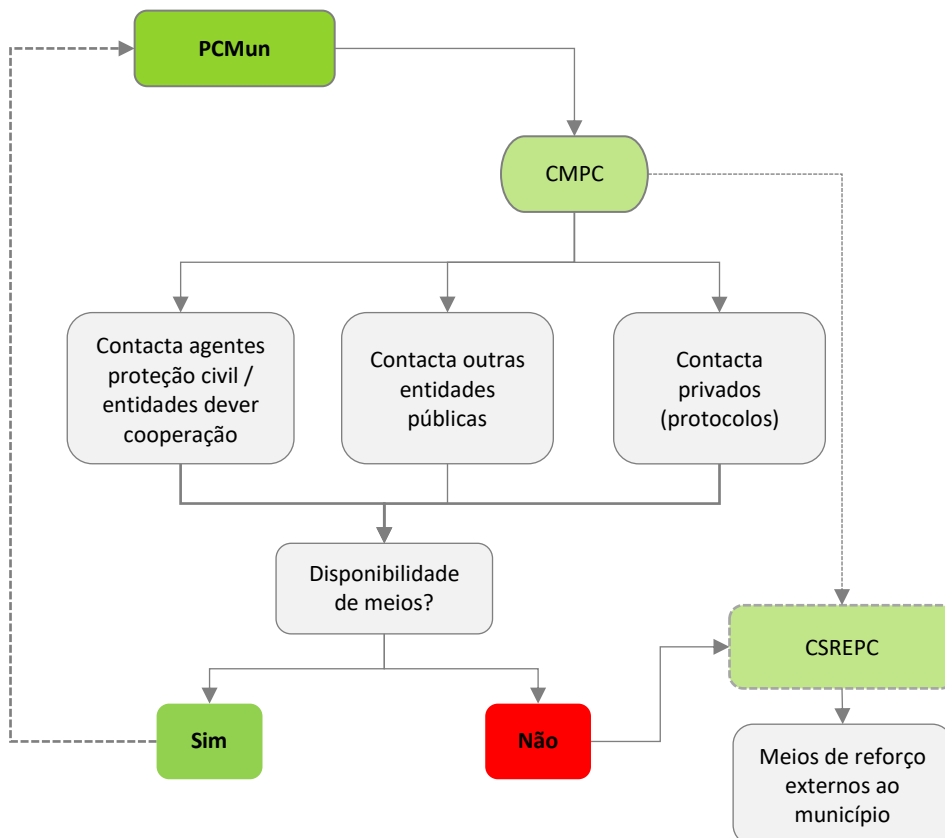 PCMun
CMPC
Contacta agentes
proteção civil /
entidades dever
cooperação
Contacta outras
entidades
públicas
Contacta
privados
(protocolos)
Disponibilidade
de meios?
CSREPC
Sim
Não
Meios de reforço
externos ao
município